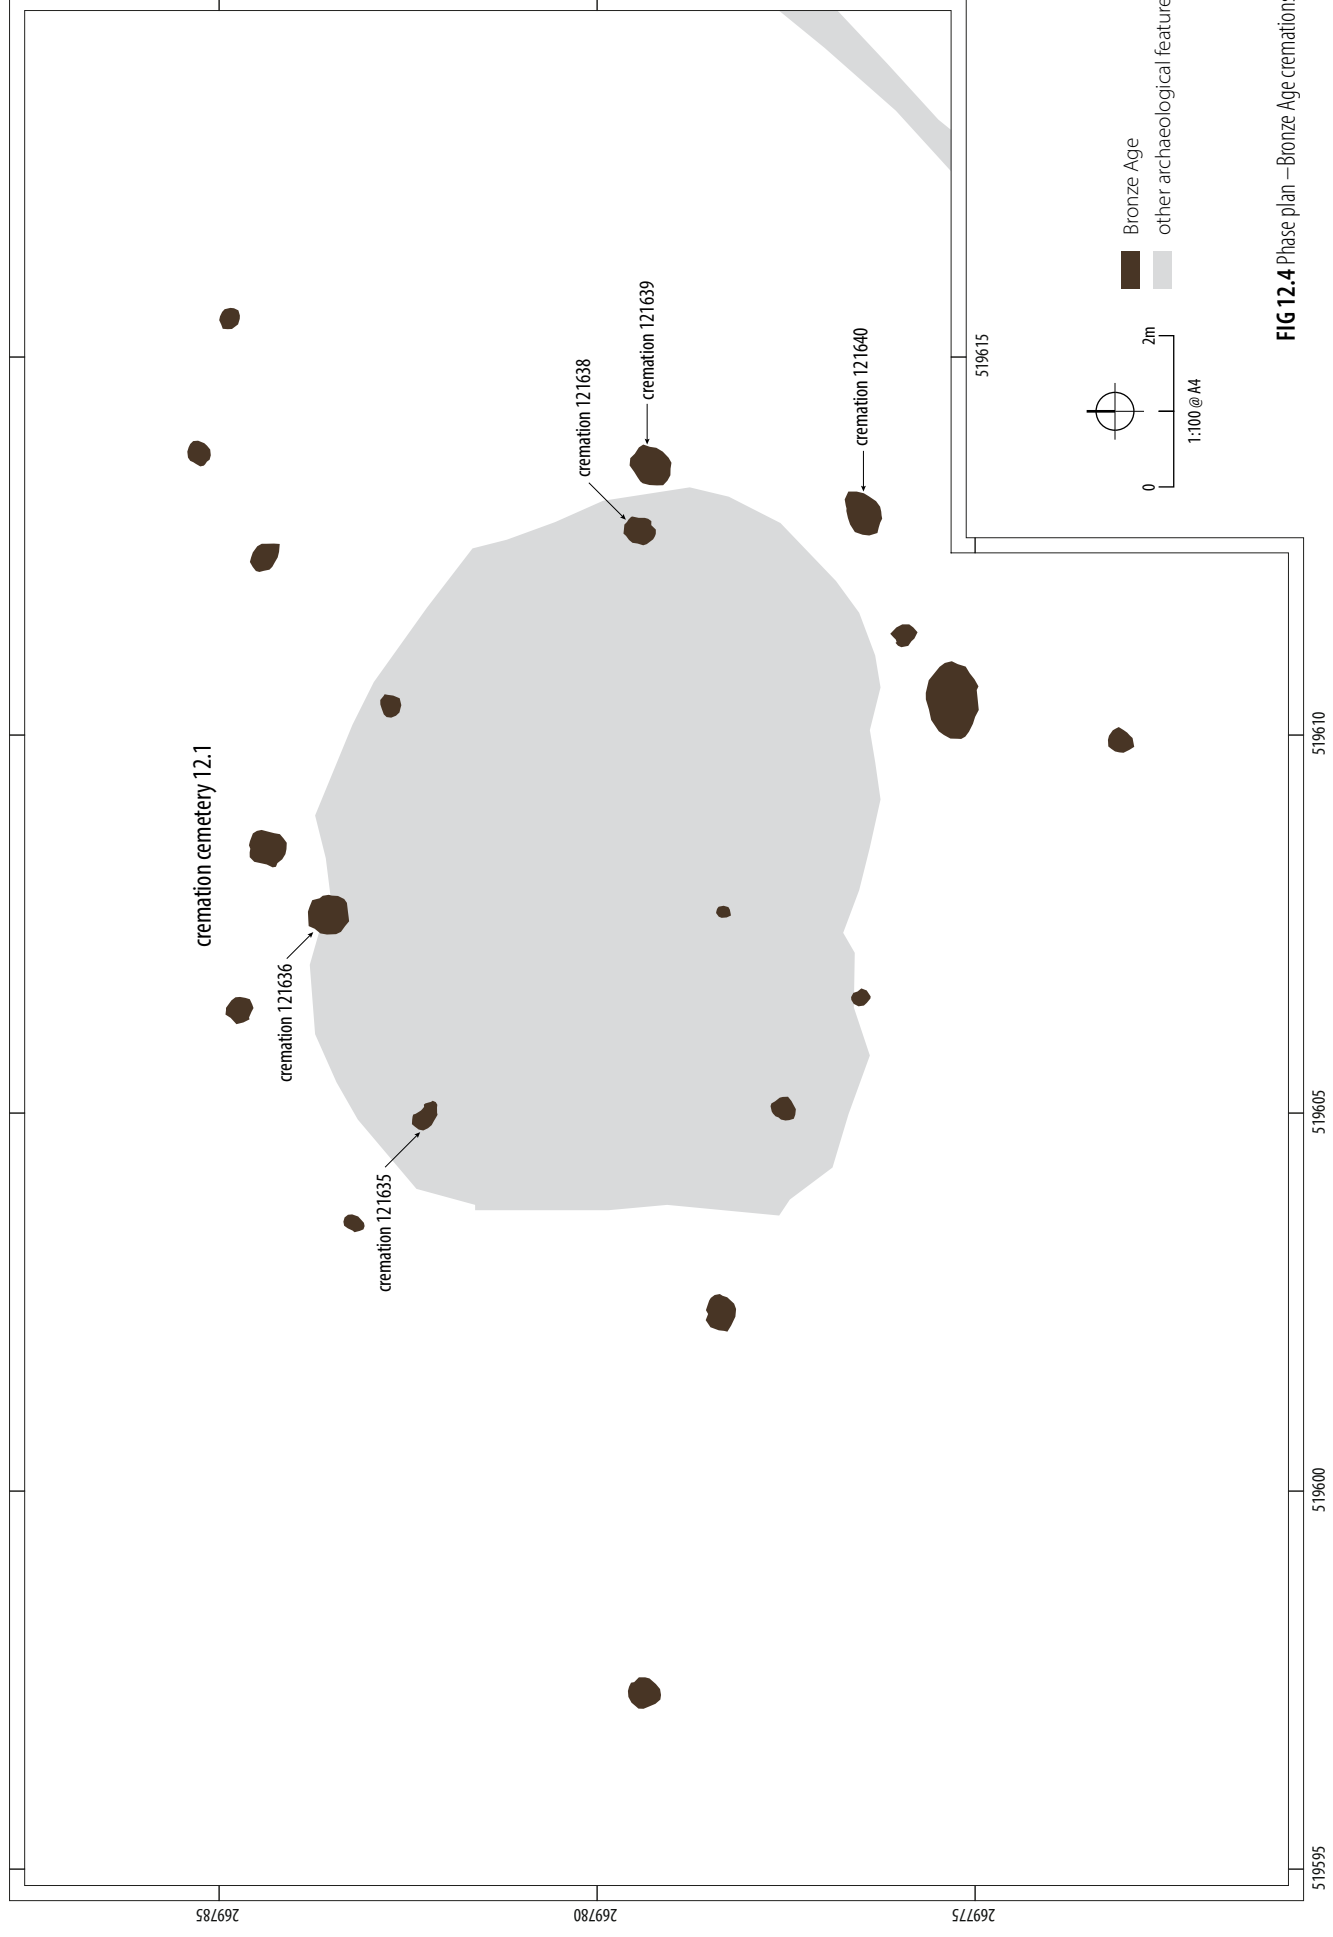 cremation cemetery 12.1
cremation 121636
cremation 121635
cremation 121638
cremation 121639
cremation 121640
269785
269780
269775
519595
519600
519605
519610
519615
0
2m
1:100 @ A4
Bronze Age
other archaeological feature
FIG 12.4 Phase plan – Bronze Age cremations